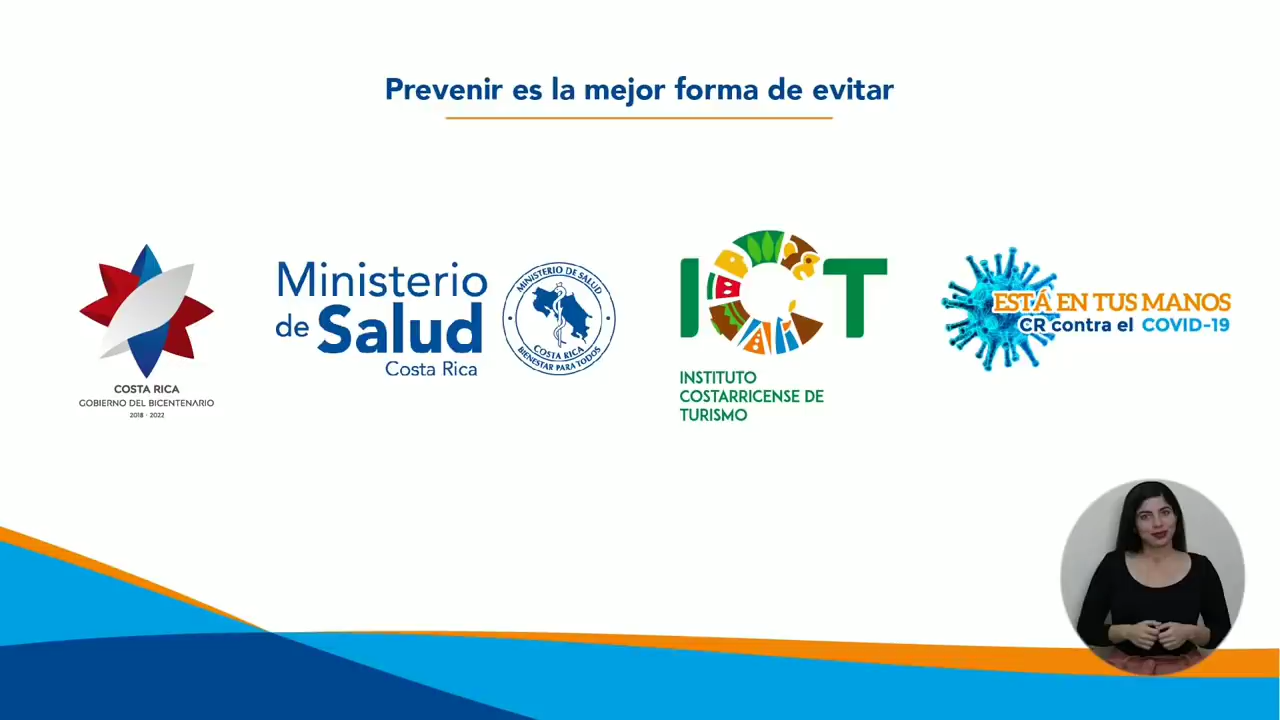 Prevenir es la mejor forma de evitar
COSTA RICA
GOBIERNO DEL BICENTENARIO
2018 - 2022
Ministerio
de Salud
Costa Rica
MINISTERIO DE SALUD
COSTA RICA
BIENESTAR PARA TODOS
ICT
INSTITUTO
COSTARRICENSE DE
TURISMO
ESTÁ EN TUS MANOS
CR contra el COVID-19